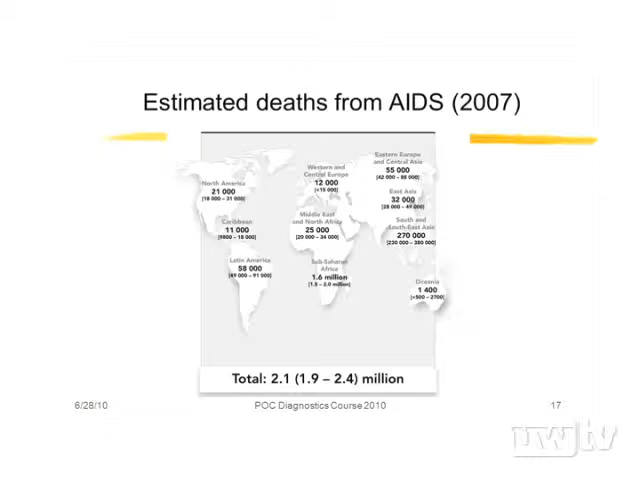 Estimated deaths from AIDS (2007)
Eastern Europe
and Central Asia
55 000
[42 000 – 88 000]
Western and
Central Europe
12 000
[<15 000]
North America
21 000
[18 000 – 31 000]
East Asia
32 000
[28 000 – 49 000]
Middle East
and North Africa
25 000
[20 000 – 34 000]
Caribbean
11 000
[9800 – 18 000]
South and
South-East Asia
270 000
[230 000 – 380 000]
Latin America
58 000
[49 000 – 91 000]
Sub-Saharan
Africa
1.6 million
[1.5 – 2.0 million]
Oceania
1 400
[<500 – 2700]
Total: 2.1 (1.9 – 2.4) million
6/28/10
POC Diagnostics Course 2010
17
uwtv